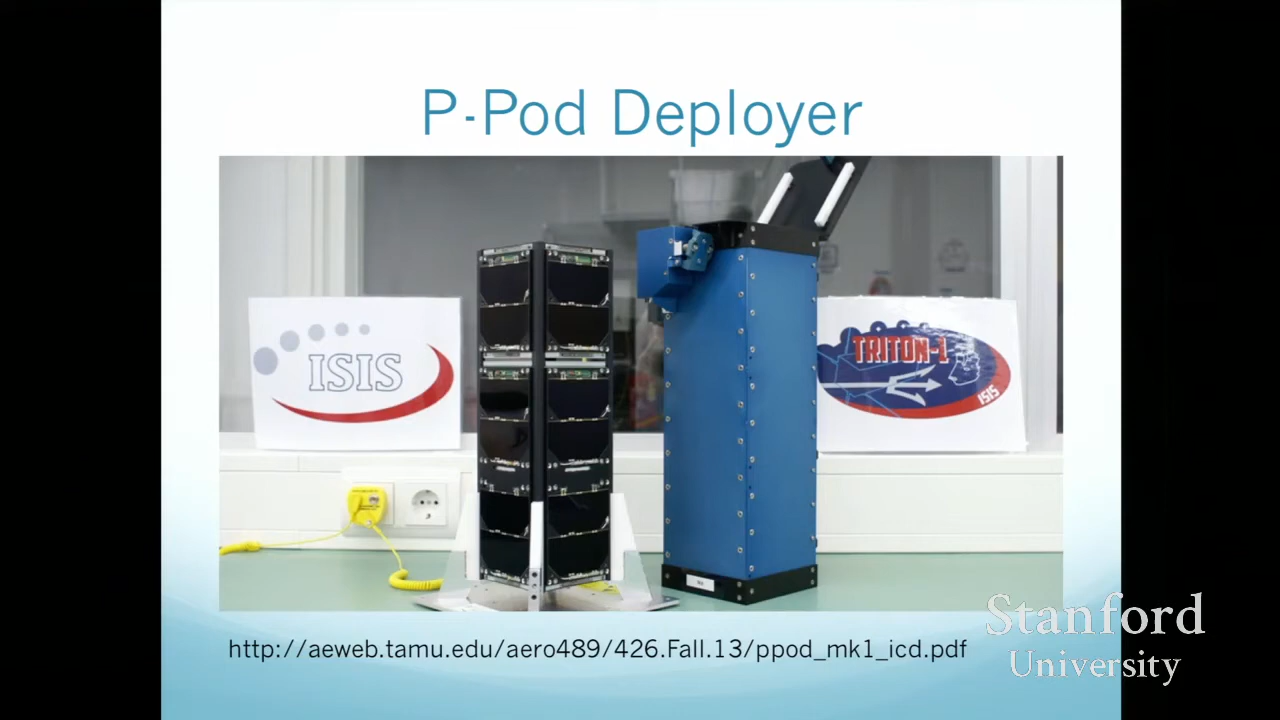 P-Pod Deployer
ISIS
TRITON-1
ISIS
http://aeweb.tamu.edu/aero489/426.Fall.13/ppod_mk1_icd.pdf
Stanford
University